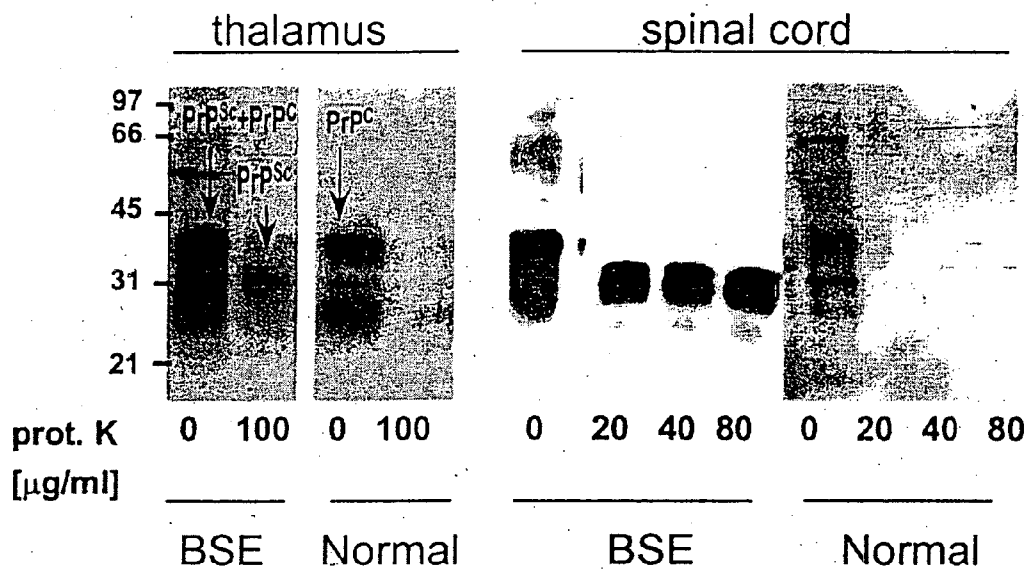 thalamus
spinal cord
97
66
45
31
21
PrPSc+PrPC
PrPSc
PrPC
prot. K 0 100 0 100 0 20 40 80 0 20 40 80
[μg/ml]
BSE Normal BSE Normal